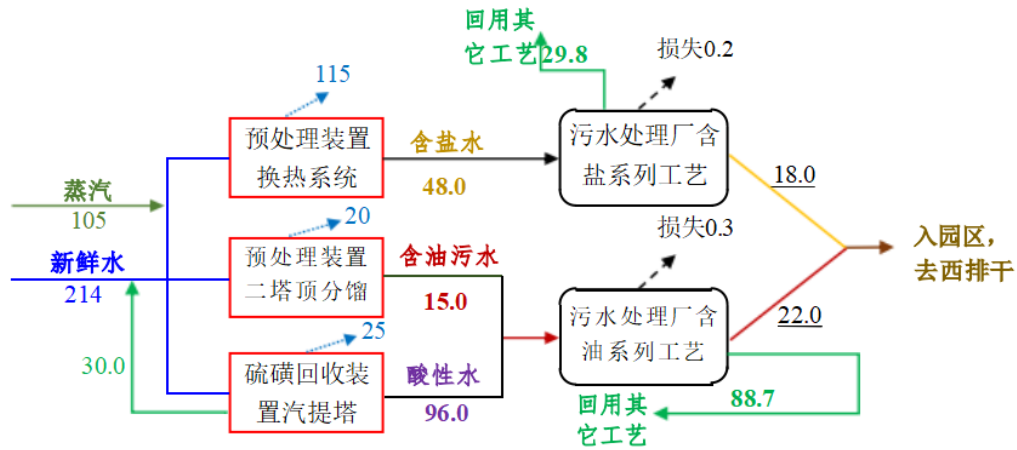 回用其
它工艺29.8
损失0.2
115
预处理装置
换热系统
含盐水
48.0
污水处理厂含
盐系列工艺
18.0
蒸汽
105
20
损失0.3
新鲜水
214
预处理装置
二塔顶分馏
含油污水
15.0
入园区，
去西排干
污水处理厂含
油系列工艺
22.0
25
30.0
硫磺回收装
置汽提塔
酸性水
96.0
回用其
它工艺
88.7